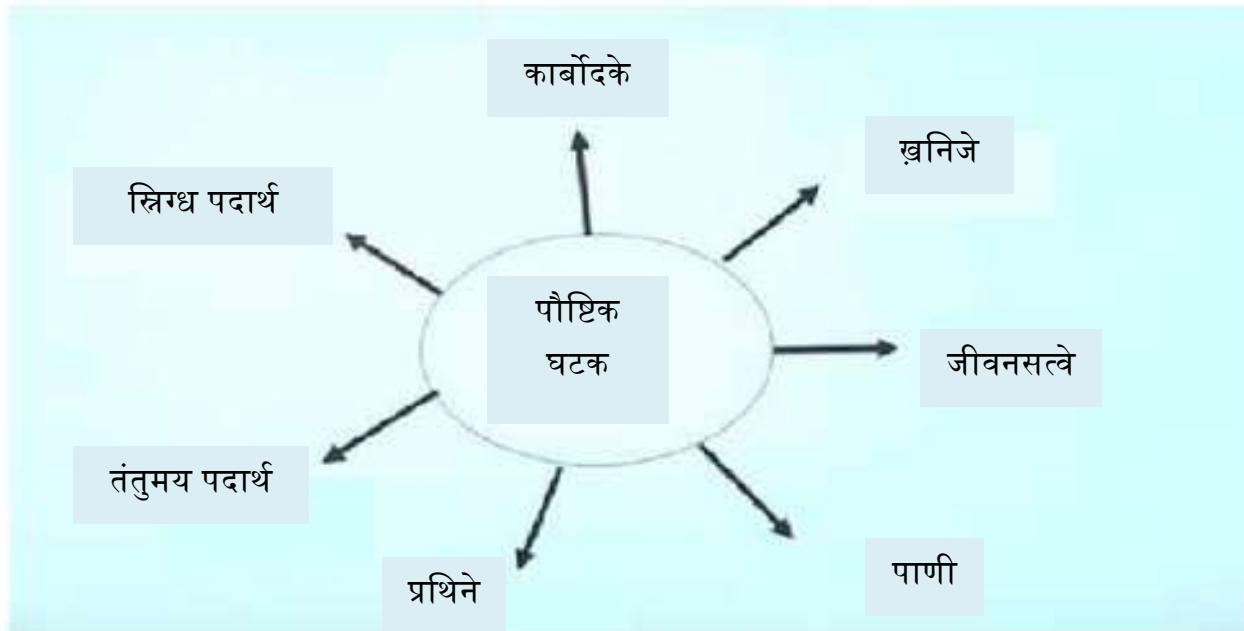 कार्बोदके
ख़निजे
स्निग्ध पदार्थ
पौष्टिक
घटक
जीवनसत्वे
तंतुमय पदार्थ
प्रथिने
पाणी